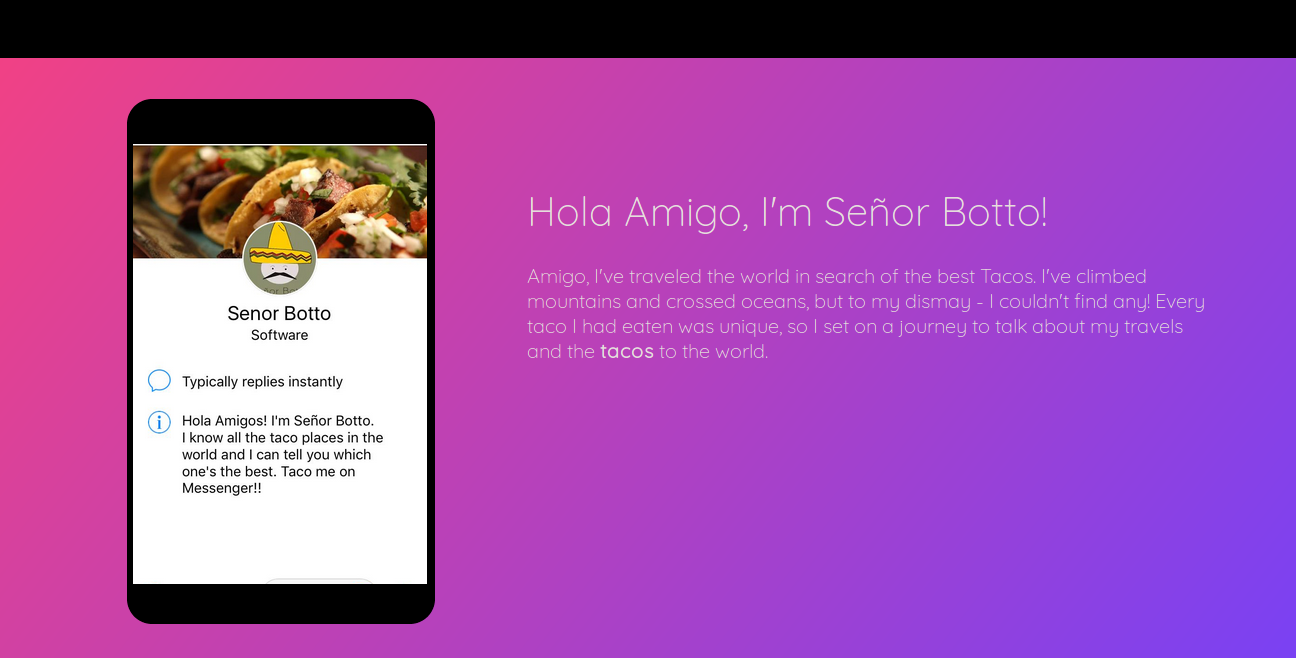 Senor Botto
Software
Typically replies instantly
Hola Amigos! I'm Señor Botto.
I know all the taco places in the
world and I can tell you which
one's the best. Taco me on
Messenger!!
Hola Amigo, I'm Señor Botto!
Amigo, I've traveled the world in search of the best Tacos. I've climbed
mountains and crossed oceans, but to my dismay - I couldn't find any! Every
taco I had eaten was unique, so I set on a journey to talk about my travels
and the tacos to the world.